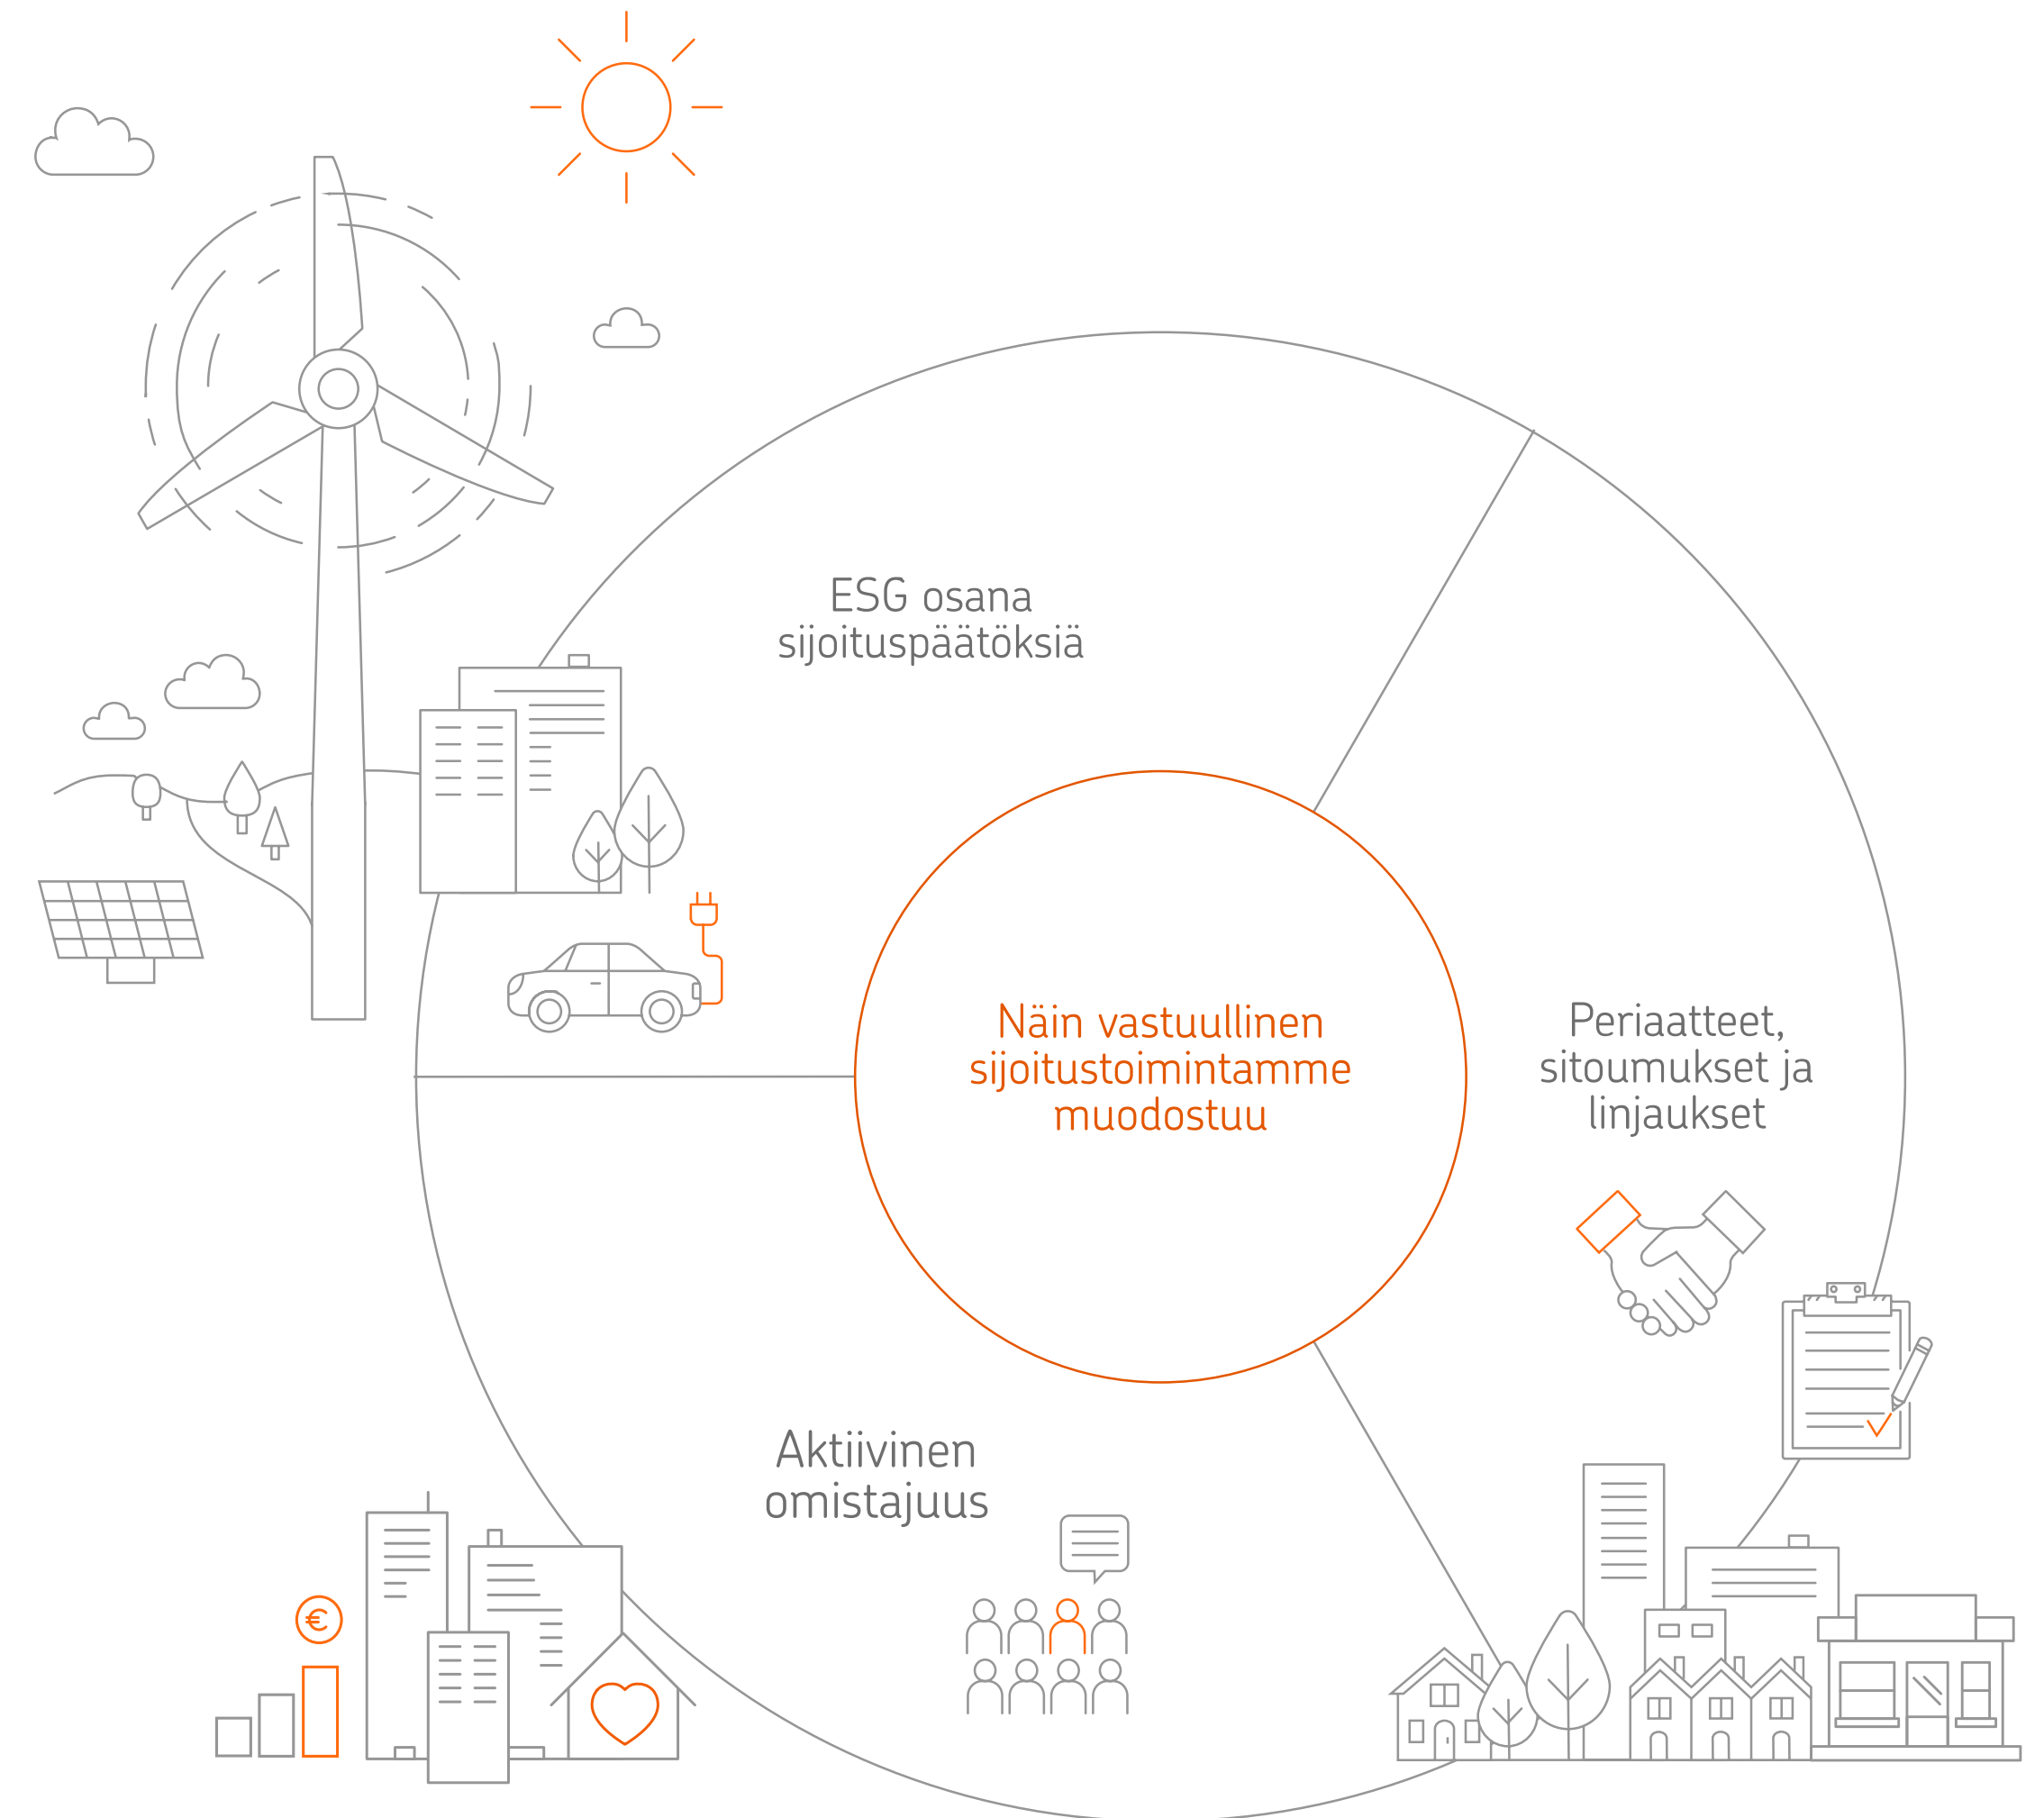 ESG osana
sijoituspäätöksiä
Näin vastuullinen
sijoitustoimintamme
muodostuu
Periaatteet,
sitoumukset ja
linjaukset
Aktiivinen
omistajuus
€